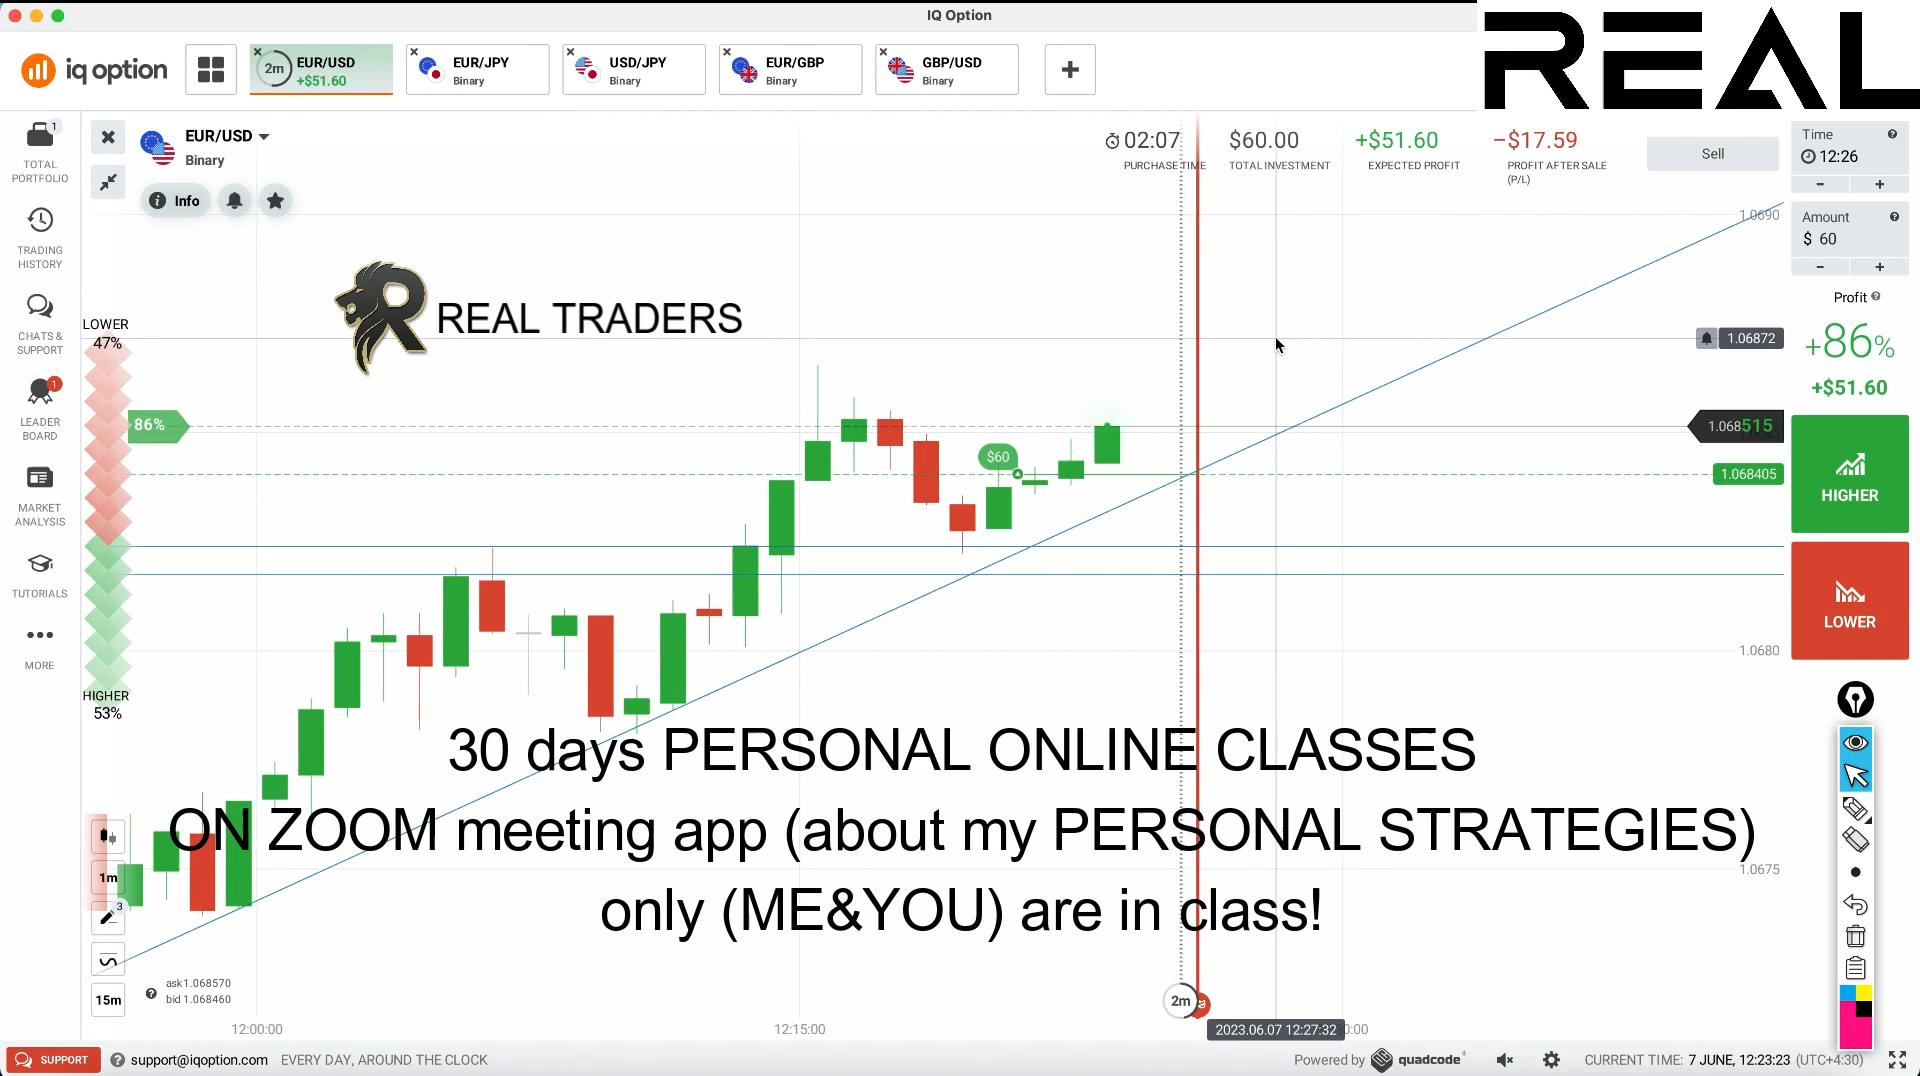 IQ Option
REAL
iq option
2m
EUR/USD
+$51.60
EUR/JPY
Binary
USD/JPY
Binary
EUR/GBP
Binary
GBP/USD
Binary
+
1
TOTAL
PORTFOLIO
TRADING
HISTORY
CHATS &
SUPPORT
1
LEADER
BOARD
MARKET
ANALYSIS
TUTORIALS
MORE
EUR/USD
Binary
Info
02:07
PURCHASE TIME
$60.00
TOTAL INVESTMENT
+$51.60
EXPECTED PROFIT
−$17.59
PROFIT AFTER SALE
(P/L)
Sell
Time
12:26
- +
Amount
$ 60
- +
Profit
+86%
+$51.60
HIGHER
LOWER
1.0690
1.06872
1.068515
1.068405
1.0680
1.0675
LOWER
47%
86%
HIGHER
53%
R REAL TRADERS
$60
30 days PERSONAL ONLINE CLASSES
ON ZOOM meeting app (about my PERSONAL STRATEGIES)
only (ME&YOU) are in class!
1m
3
15m
ask 1.068570
bid 1.068460
2m
12:00:00
12:15:00
2023.06.07 12:27:32
0:00
SUPPORT
support@iqoption.com
EVERY DAY, AROUND THE CLOCK
Powered by quadcode
CURRENT TIME: 7 JUNE, 12:23:23 (UTC+4:30)